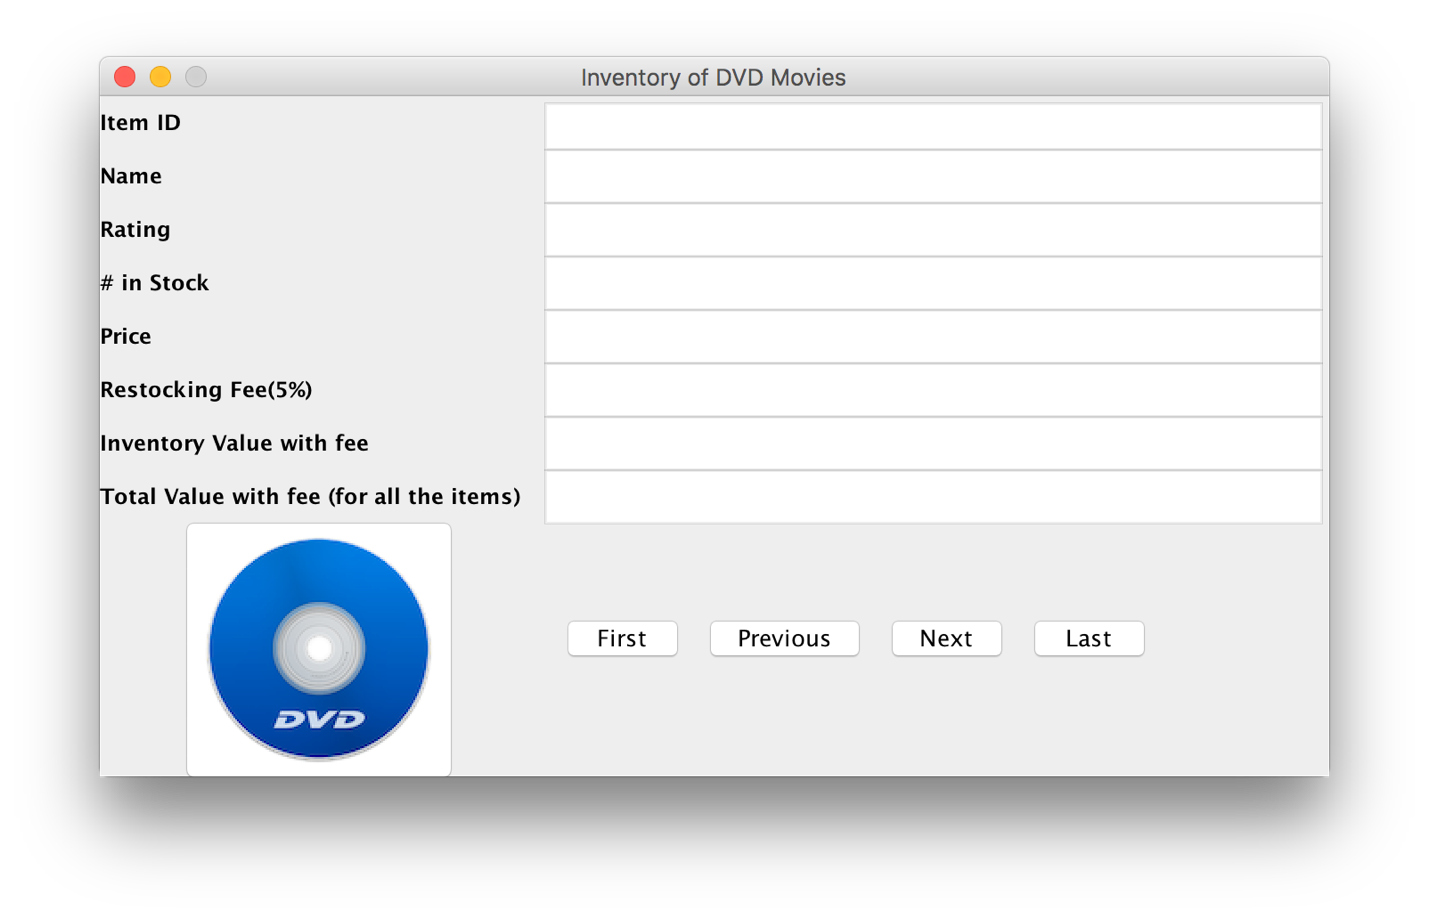 Inventory of DVD Movies
Item ID
Name
Rating
# in Stock
Price
Restocking Fee(5%)
Inventory Value with fee
Total Value with fee (for all the items)
First Previous Next Last
DVD